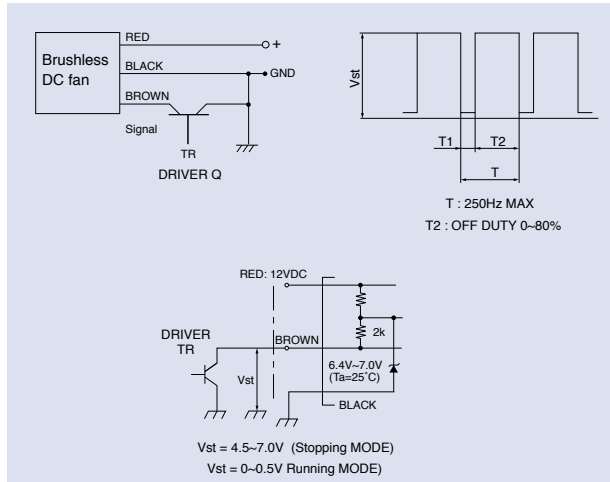 RED
+
Brushless
DC fan
BLACK
GND
BROWN
Signal
TR
DRIVER Q
Vst
T1
T2
T
T : 250Hz MAX
T2 : OFF DUTY 0~80%
RED: 12VDC
DRIVER
TR
BROWN
2k
Vst
6.4V~7.0V
(Ta=25°C)
BLACK
Vst = 4.5~7.0V (Stopping MODE)
Vst = 0~0.5V Running MODE)